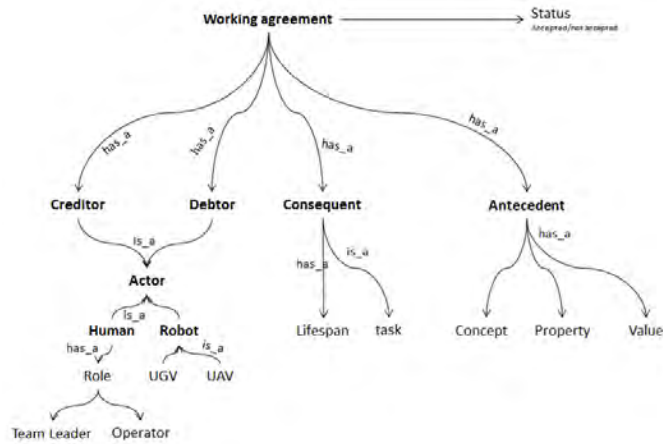 Working agreement
Status
Accepted/not accepted
has_a
has_a
has_a
has_a
Creditor
Debtor
Consequent
Antecedent
is_a
has_a
is_a
has_a
Actor
is_a
Human
Robot
Lifespan
task
Concept
Property
Value
has_a
is_a
Role
UGV
UAV
Team Leader
Operator